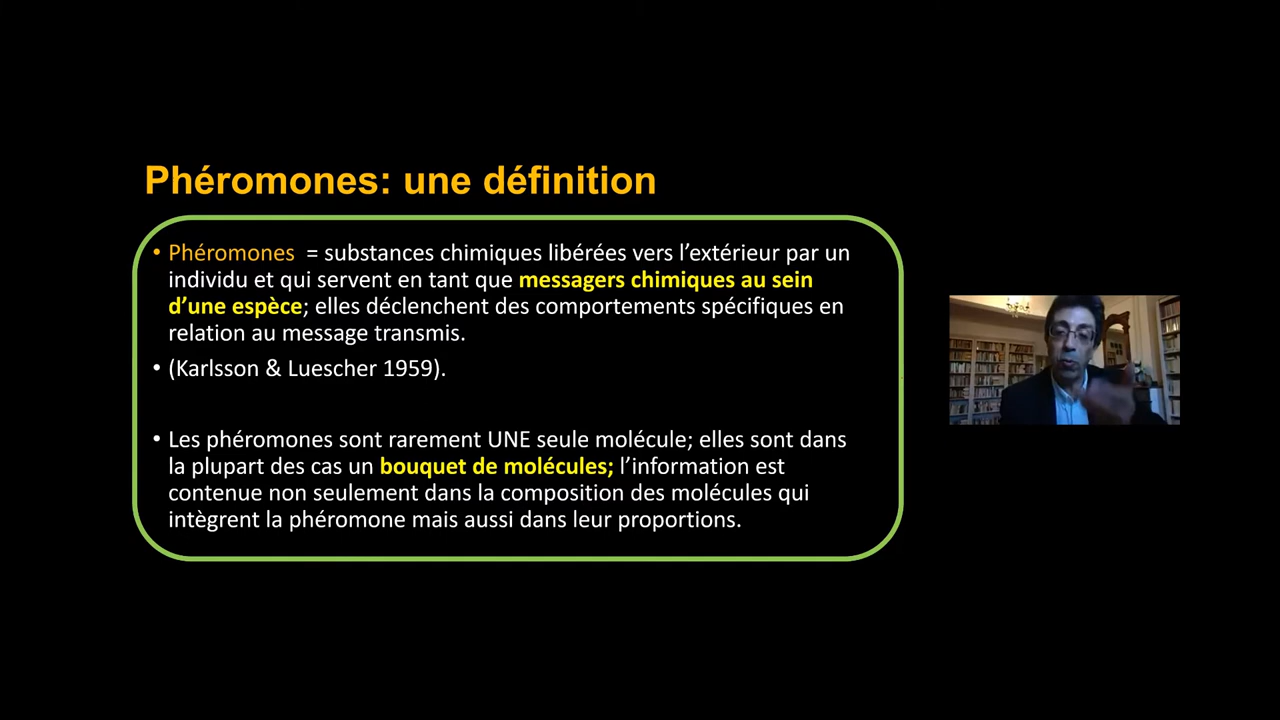 Phéromones: une définition
• Phéromones = substances chimiques libérées vers l’extérieur par un
individu et qui servent en tant que messagers chimiques au sein
d’une espèce; elles déclenchent des comportements spécifiques en
relation au message transmis.
• (Karlsson & Luescher 1959).
• Les phéromones sont rarement UNE seule molécule; elles sont dans
la plupart des cas un bouquet de molécules; l’information est
contenue non seulement dans la composition des molécules qui
intègrent la phéromone mais aussi dans leur proportions.